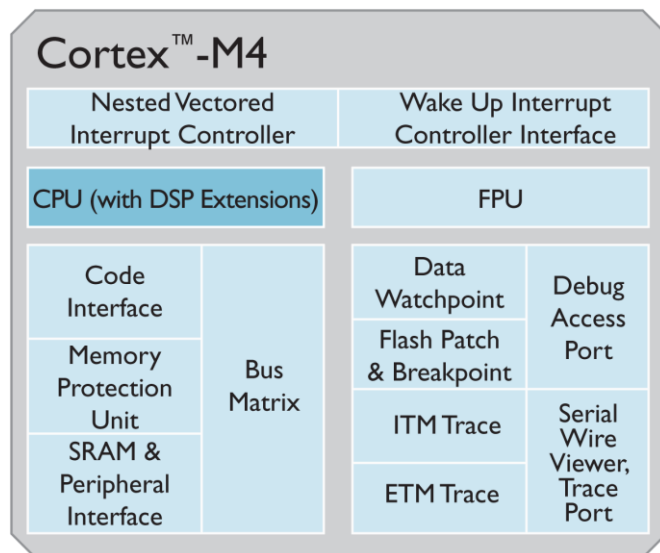 Cortex™-M4
Nested Vectored
Interrupt Controller
Wake Up Interrupt
Controller Interface
CPU (with DSP Extensions)
FPU
Code
Interface
Memory
Protection
Unit
SRAM &
Peripheral
Interface
Bus
Matrix
Data
Watchpoint
Flash Patch
& Breakpoint
ITM Trace
ETM Trace
Debug
Access
Port
Serial
Wire
Viewer,
Trace
Port